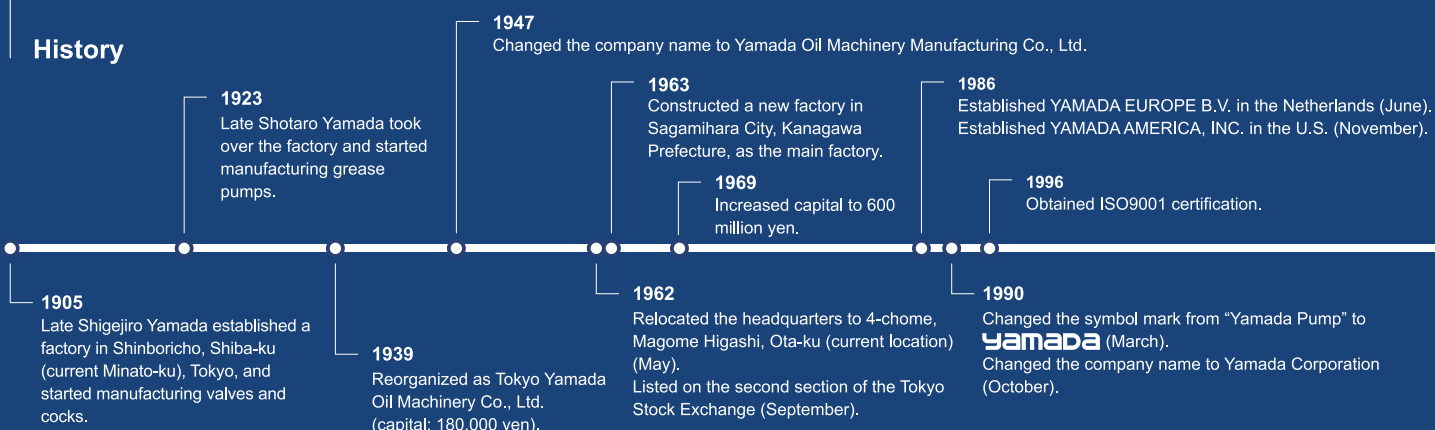 History
1905
Late Shigejiro Yamada established a
factory in Shinboricho, Shiba-ku
(current Minato-ku), Tokyo, and
started manufacturing valves and
cocks.
1923
Late Shotaro Yamada took
over the factory and started
manufacturing grease
pumps.
1939
Reorganized as Tokyo Yamada
Oil Machinery Co., Ltd.
(capital: 180,000 yen).
1947
Changed the company name to Yamada Oil Machinery Manufacturing Co., Ltd.
1962
Relocated the headquarters to 4-chome,
Magome Higashi, Ota-ku (current location)
(May).
Listed on the second section of the Tokyo
Stock Exchange (September).
1963
Constructed a new factory in
Sagamihara City, Kanagawa
Prefecture, as the main factory.
1969
Increased capital to 600
million yen.
1986
Established YAMADA EUROPE B.V. in the Netherlands (June).
Established YAMADA AMERICA, INC. in the U.S. (November).
1990
Changed the symbol mark from “Yamada Pump” to
YamaDa (March).
Changed the company name to Yamada Corporation
(October).
1996
Obtained ISO9001 certification.